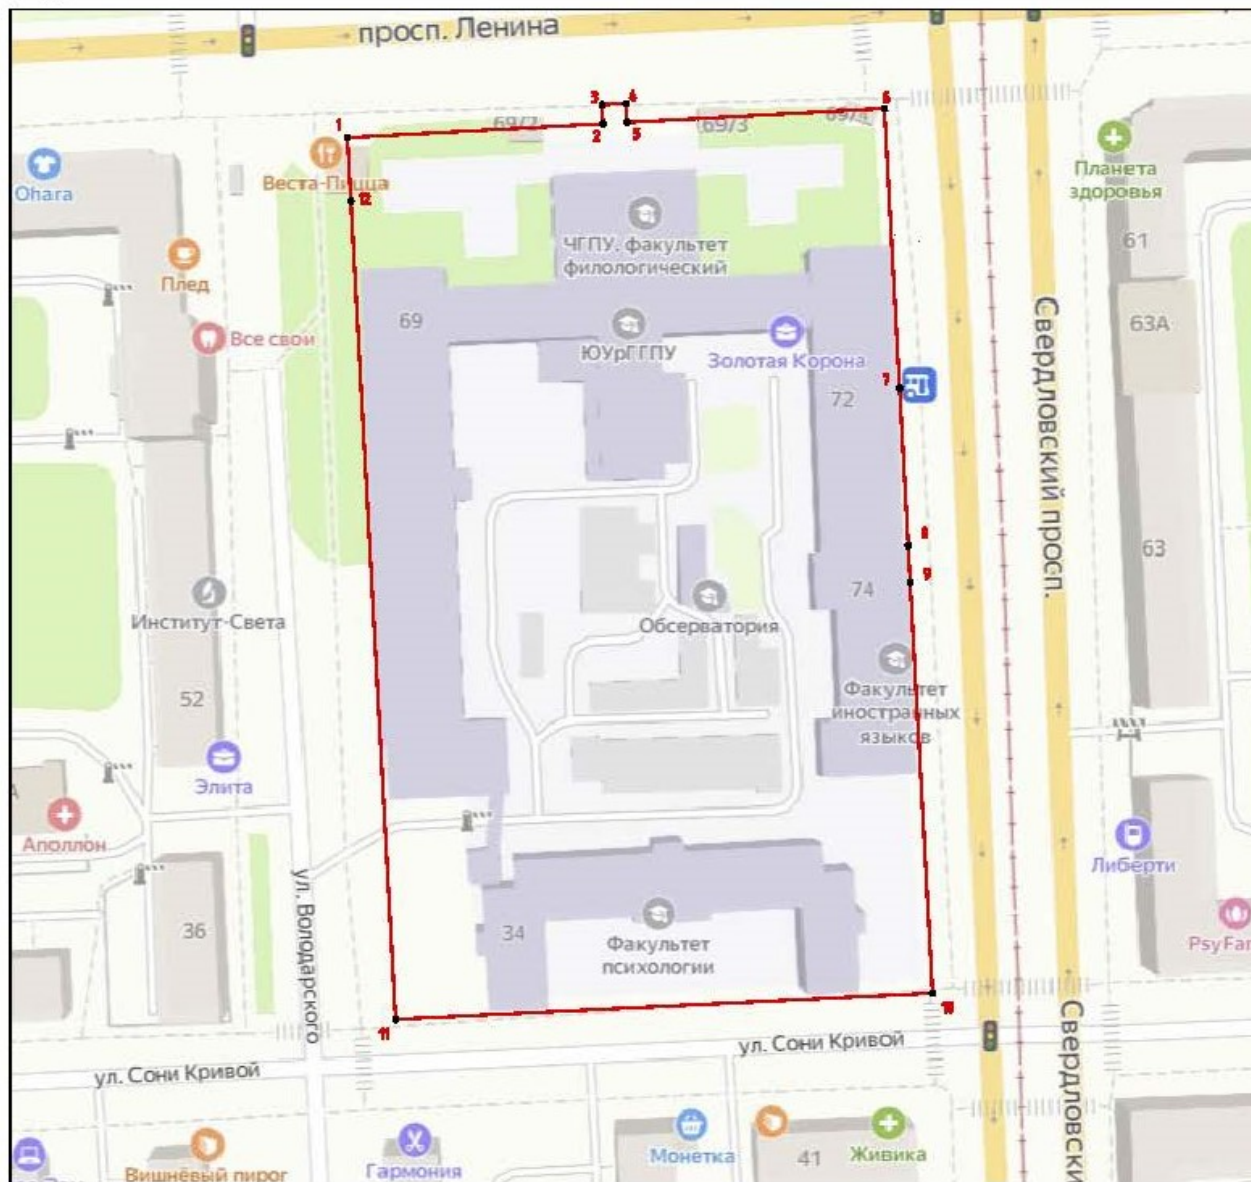 просп. Ленина
3
4
6
1
2
5
69/2
69/3
Веста-Пицца
Ohara
12
Планета
здоровья
61
ЧГПУ. факультет
филологический
Плед
69
63А
Все свои
ЮУрГГПУ
Золотая Корона
7
72
Свердловский просп.
8
63
9
74
Институт Света
Обсерватория
52
Факультет
иностранных
языков
Элита
Аполлон
Либерти
ул. Володарского
36
34
Факультет
психологии
PsyFar
10
11
ул. Сони Кривой
ул. Сони Кривой
Свердловски
Монетка
41
Живика
Вишнёвый пирог
Гармония